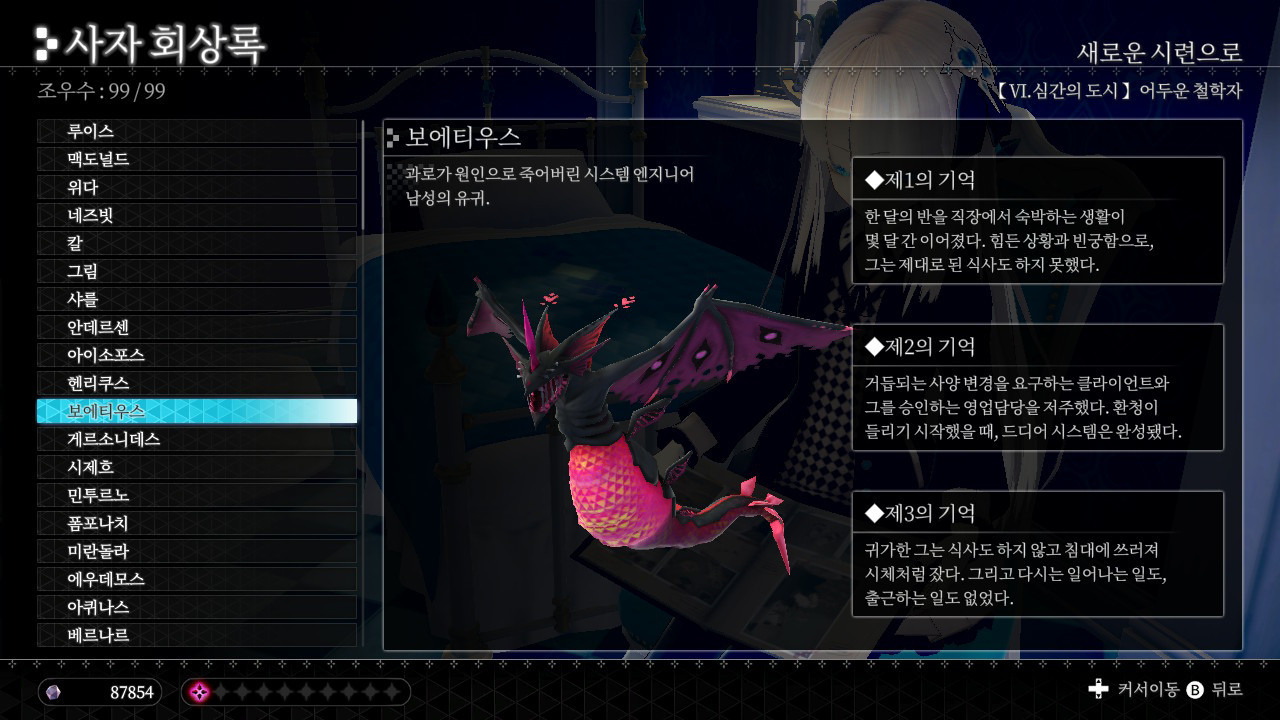 사자 회상록
새로운 시련으로
조우수 : 99 / 99
【 VI.심간의 도시 】 어두운 철학자
루이스
맥도널드
위다
네즈빗
칼
그림
샤를
안데르센
아이소포스
헨리쿠스
보에티우스
게르소니데스
시제흐
민투르노
폼포나치
미란돌라
에우데모스
아퀴나스
베르나르
보에티우스
과로가 원인으로 죽어버린 시스템 엔지니어
남성의 유귀.
◆제1의 기억
한 달의 반을 직장에서 숙박하는 생활이
몇 달 간 이어졌다. 힘든 상황과 빈궁함으로,
그는 제대로 된 식사도 하지 못했다.
◆제2의 기억
거듭되는 사양 변경을 요구하는 클라이언트와
그를 승인하는 영업담당을 저주했다. 환청이
들리기 시작했을 때, 드디어 시스템은 완성됐다.
◆제3의 기억
귀가한 그는 식사도 하지 않고 침대에 쓰러져
시체처럼 잤다. 그리고 다시는 일어나는 일도,
출근하는 일도 없었다.
87854
커서이동 B 뒤로